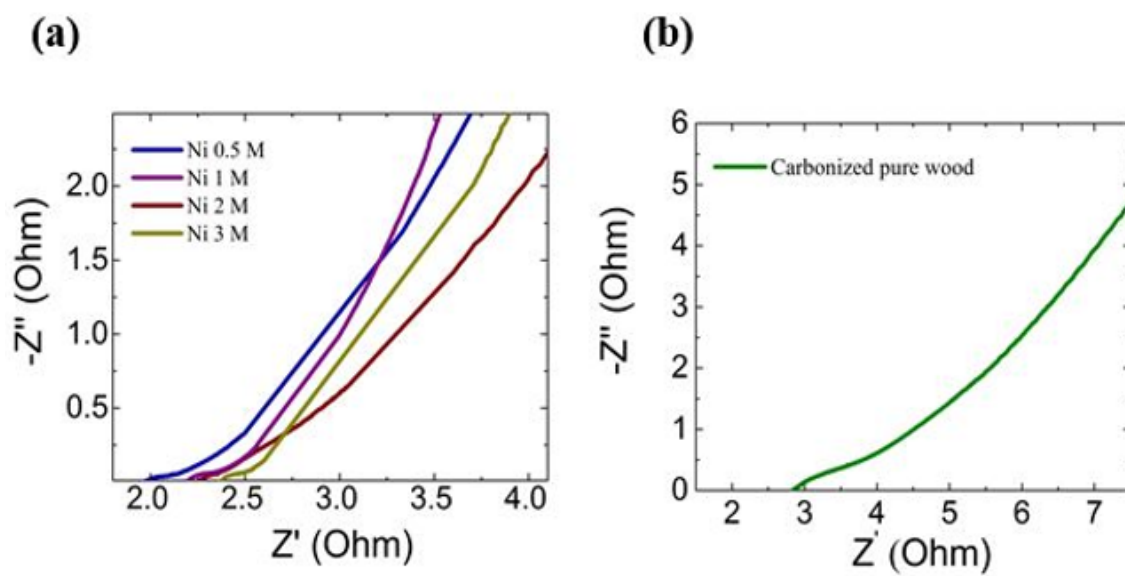 (a)
Ni 0.5 M
Ni 1 M
Ni 2 M
Ni 3 M
2.0
1.5
1.0
0.5
-Z" (Ohm)
2.0 2.5 3.0 3.5 4.0
Z' (Ohm)
(b)
Carbonized pure wood
6
5
4
3
2
1
0
-Z" (Ohm)
2 3 4 5 6 7
Z' (Ohm)